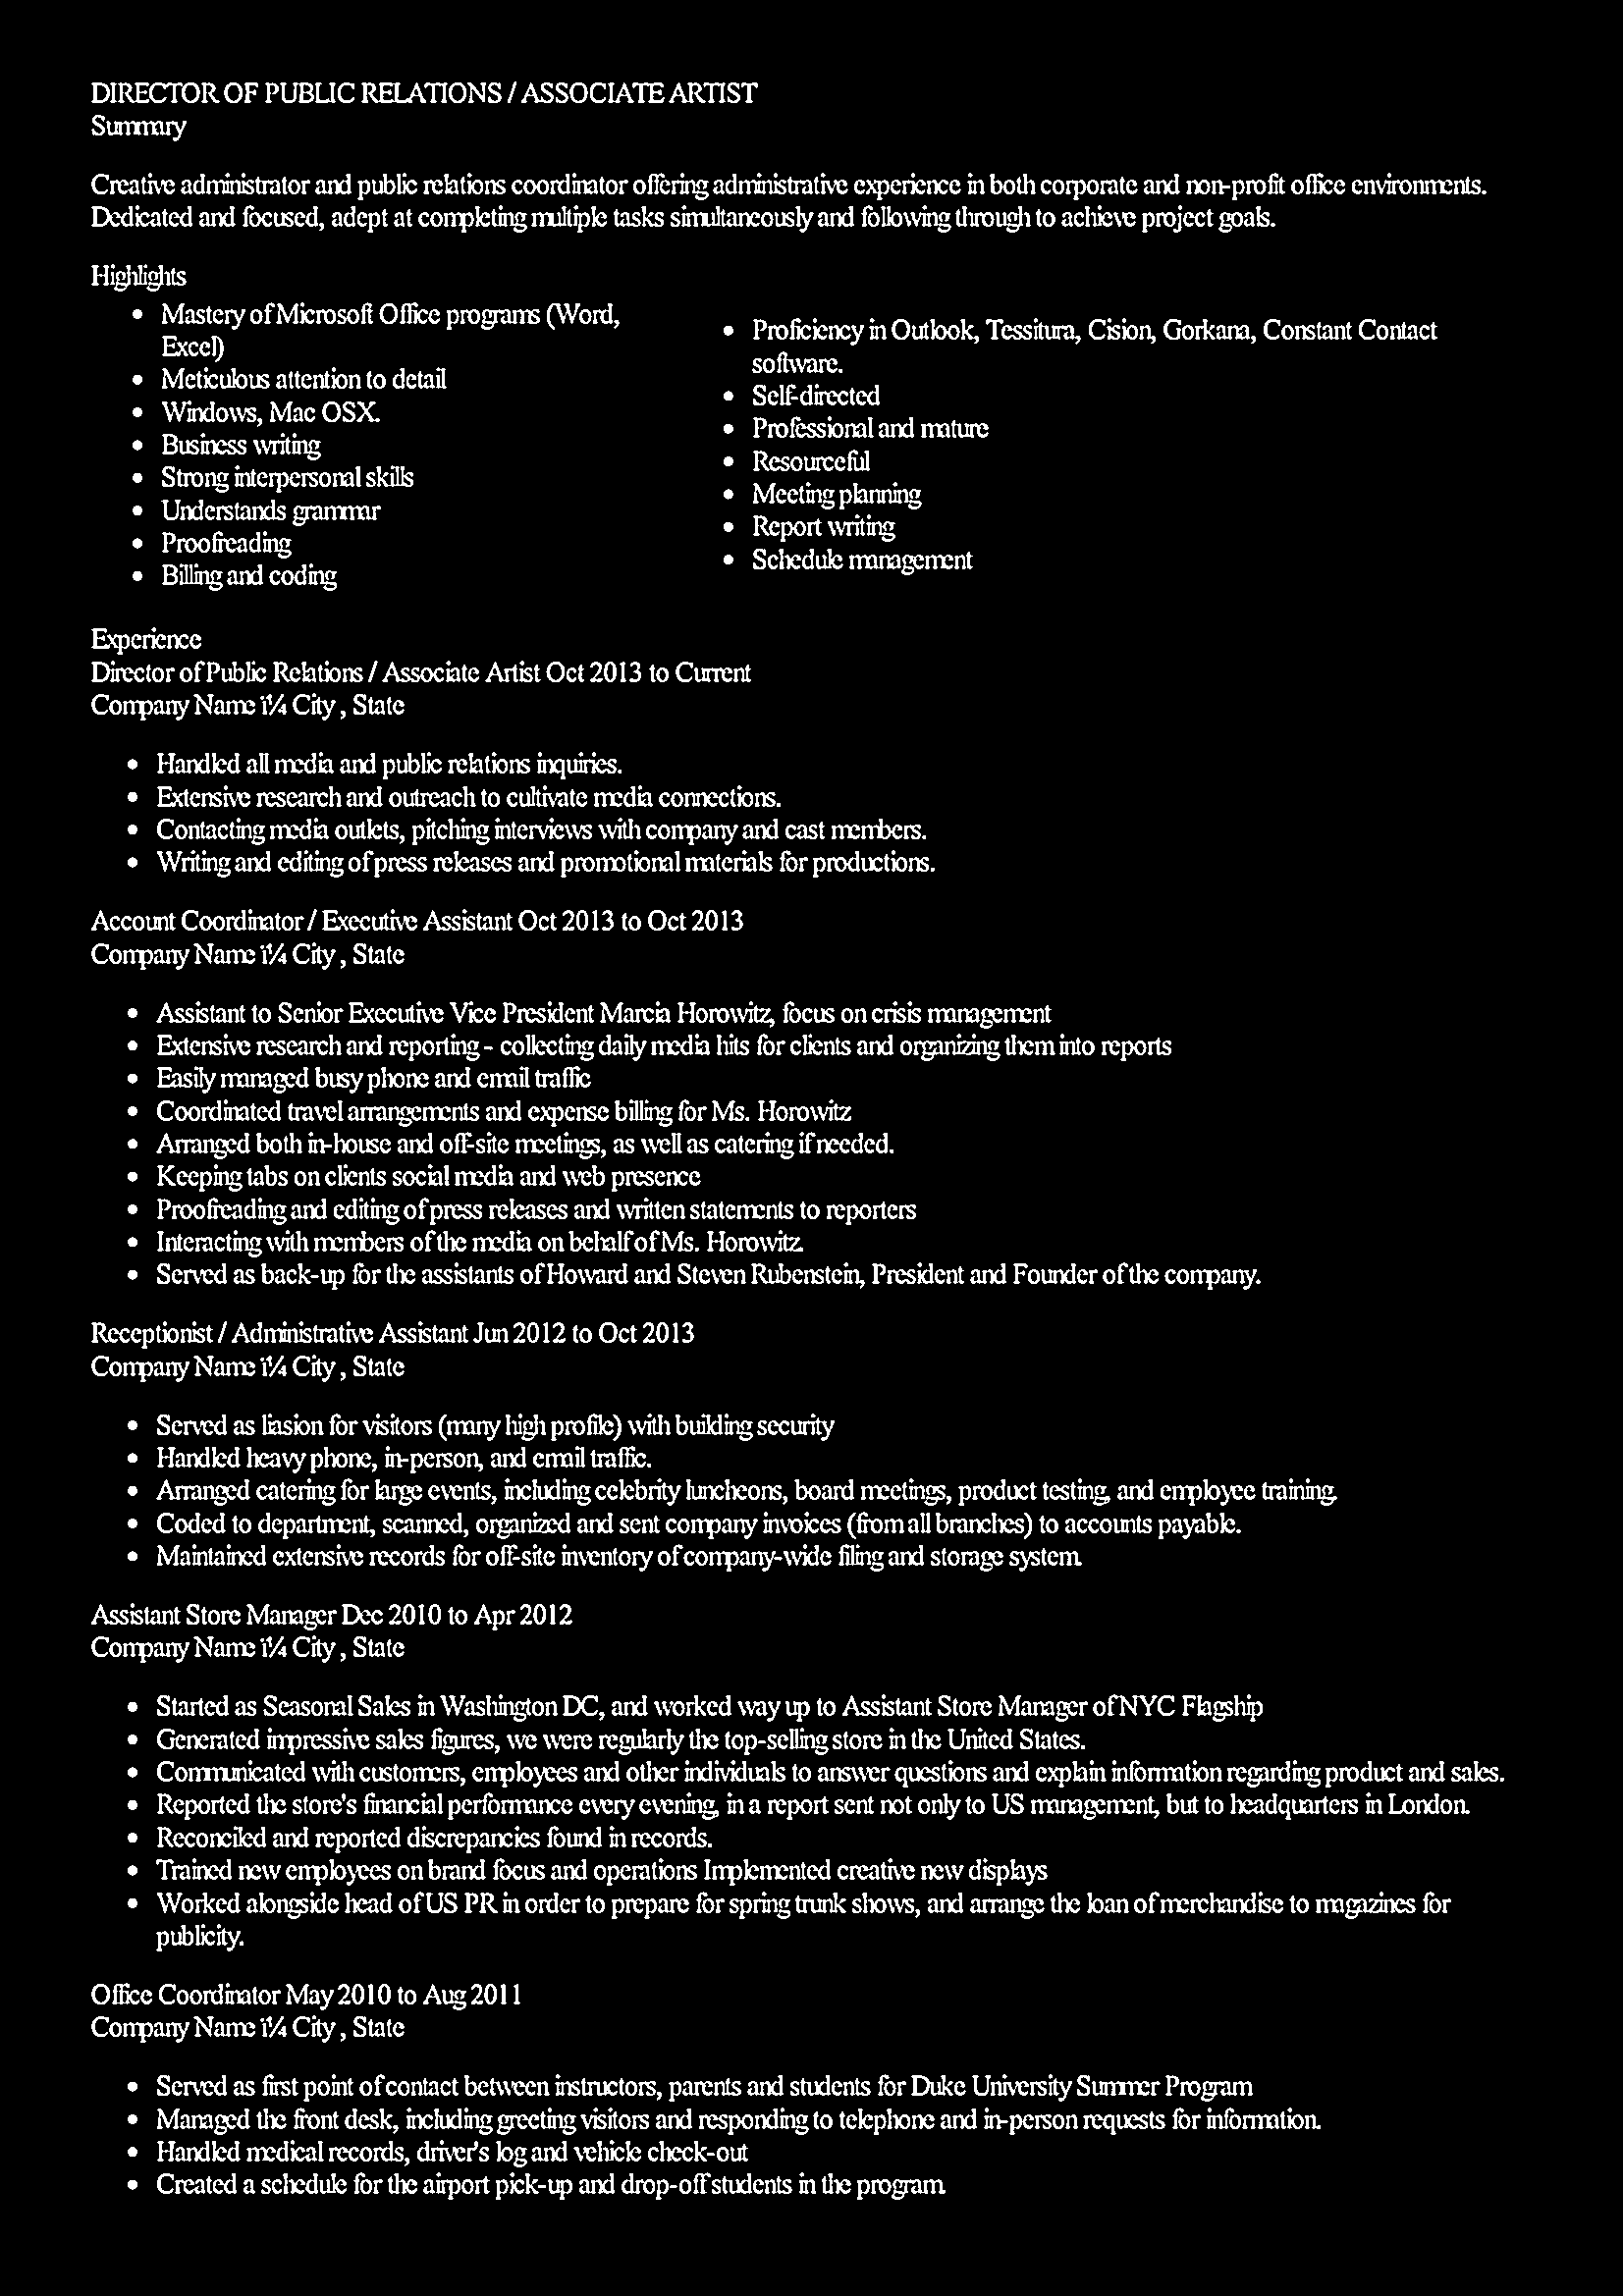 DIRECTOR OF PUBLIC RELATIONS / ASSOCIATE ARTIST
Summary
Creative administrator and public relations coordinator offering administrative experience in both corporate and non-profit office environments.
Dedicated and focused, adept at completing multiple tasks simultaneously and following through to achieve project goals.
Highlights
• Mastery of Microsoft Office programs (Word,
Excel)
• Meticulous attention to detail
• Windows, Mac OSX.
• Business writing
• Strong interpersonal skills
• Understands grammar
• Proofreading
• Billing and coding
• Proficiency in Outlook, Tessitura, Cision, Gorkana, Constant Contact
software.
• Self-directed
• Professional and mature
• Resourceful
• Meeting planning
• Report writing
• Schedule management
Experience
Director of Public Relations / Associate Artist Oct 2013 to Current
Company Name ï¼ City , State
• Handled all media and public relations inquiries.
• Extensive research and outreach to cultivate media connections.
• Contacting media outlets, pitching interviews with company and cast members.
• Writing and editing of press releases and promotional materials for productions.
Account Coordinator / Executive Assistant Oct 2013 to Oct 2013
Company Name ï¼ City , State
• Assistant to Senior Executive Vice President Marcia Horowitz, focus on crisis management
• Extensive research and reporting - collecting daily media hits for clients and organizing them into reports
• Easily managed busy phone and email traffic
• Coordinated travel arrangements and expense billing for Ms. Horowitz
• Arranged both in-house and off-site meetings, as well as catering if needed.
• Keeping tabs on clients social media and web presence
• Proofreading and editing of press releases and written statements to reporters
• Interacting with members of the media on behalf of Ms. Horowitz.
• Served as back-up for the assistants of Howard and Steven Rubenstein, President and Founder of the company.
Receptionist / Administrative Assistant Jun 2012 to Oct 2013
Company Name ï¼ City , State
• Served as liasion for visitors (many high profile) with building security
• Handled heavy phone, in-person, and email traffic.
• Arranged catering for large events, including celebrity luncheons, board meetings, product testing, and employee training.
• Coded to department, scanned, organized and sent company invoices (from all branches) to accounts payable.
• Maintained extensive records for off-site inventory of company-wide filing and storage system.
Assistant Store Manager Dec 2010 to Apr 2012
Company Name ï¼ City , State
• Started as Seasonal Sales in Washington DC, and worked way up to Assistant Store Manager of NYC Flagship
• Generated impressive sales figures, we were regularly the top-selling store in the United States.
• Communicated with customers, employees and other individuals to answer questions and explain information regarding product and sales.
• Reported the store's financial performance every evening, in a report sent not only to US management, but to headquarters in London.
• Reconciled and reported discrepancies found in records.
• Trained new employees on brand focus and operations Implemented creative new displays
• Worked alongside head of US PR in order to prepare for spring trunk shows, and arrange the loan of merchandise to magazines for
publicity.
Office Coordinator May 2010 to Aug 2011
Company Name ï¼ City , State
• Served as first point of contact between instructors, parents and students for Duke University Summer Program
• Managed the front desk, including greeting visitors and responding to telephone and in-person requests for information.
• Handled medical records, driver's log and vehicle check-out
• Created a schedule for the airport pick-up and drop-off students in the program.